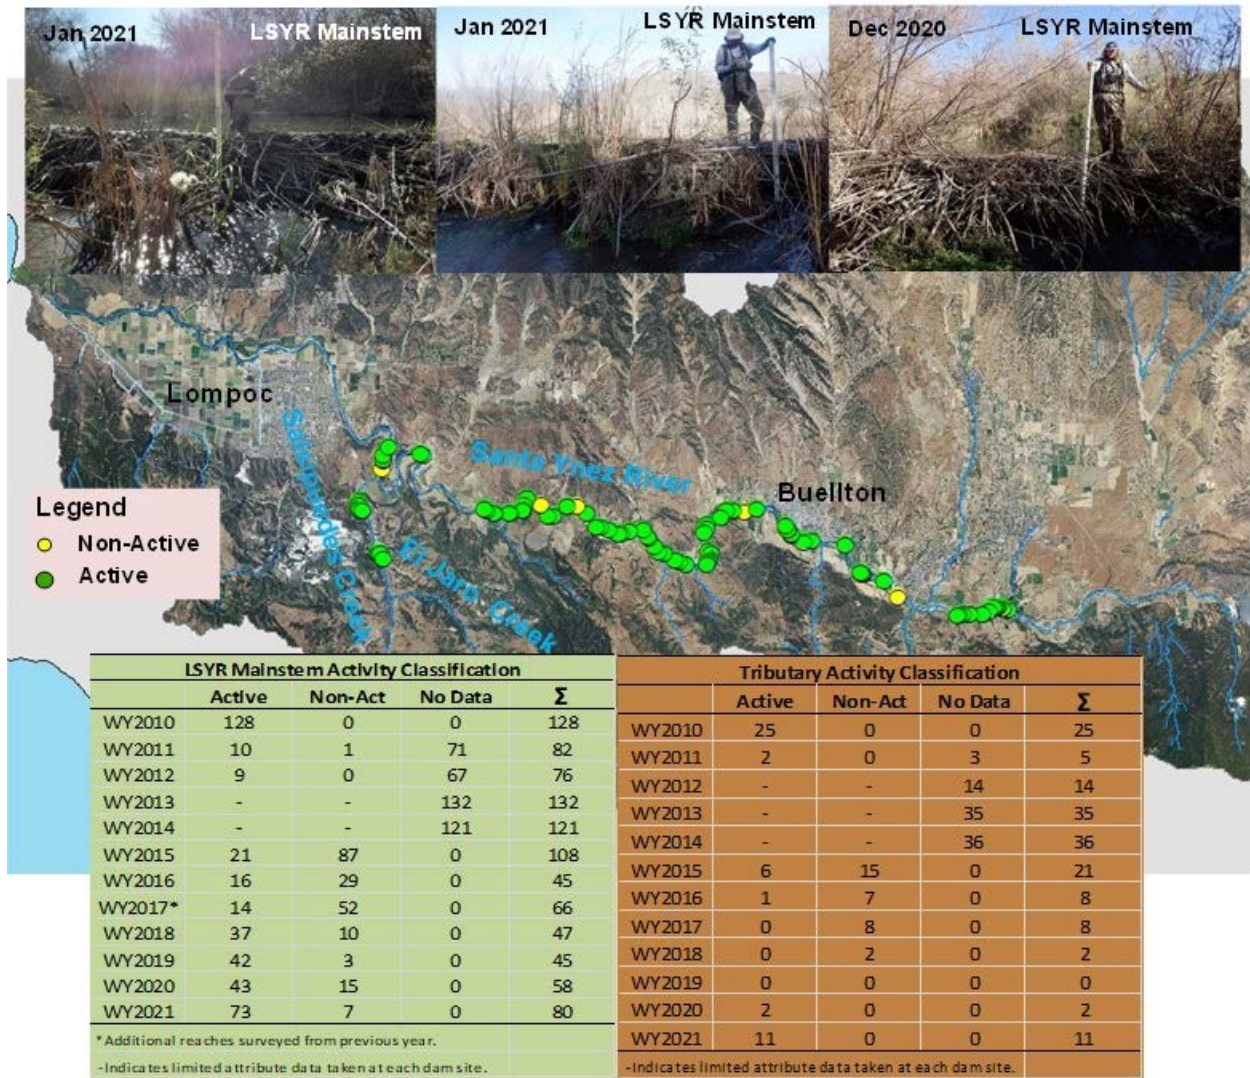 Jan 2021
LSYR Mainstem
Jan 2021
LSYR Mainstem
Dec 2020
LSYR Mainstem
Lompoc
Salsipuedes Creek
Santa Ynez River
Buellton
El Jaro Creek
Legend
Non-Active
Active
LSYR Mainstem Activity Classification
Active Non-Act No Data Σ
WY2010 128 0 0 128
WY2011 10 1 71 82
WY2012 9 0 67 76
WY2013 - - 132 132
WY2014 - - 121 121
WY2015 21 87 0 108
WY2016 16 29 0 45
WY2017* 14 52 0 66
WY2018 37 10 0 47
WY2019 42 3 0 45
WY2020 43 15 0 58
WY2021 73 7 0 80
*Additional reaches surveyed from previous year.
-Indicates limited attribute data taken at each dam site.
Tributary Activity Classification
Active Non-Act No Data Σ
WY2010 25 0 0 25
WY2011 2 0 3 5
WY2012 - - 14 14
WY2013 - - 35 35
WY2014 - - 36 36
WY2015 6 15 0 21
WY2016 1 7 0 8
WY2017 0 8 0 8
WY2018 0 2 0 2
WY2019 0 0 0 0
WY2020 2 0 0 2
WY2021 11 0 0 11
-Indicates limited attribute data taken at each dam site.